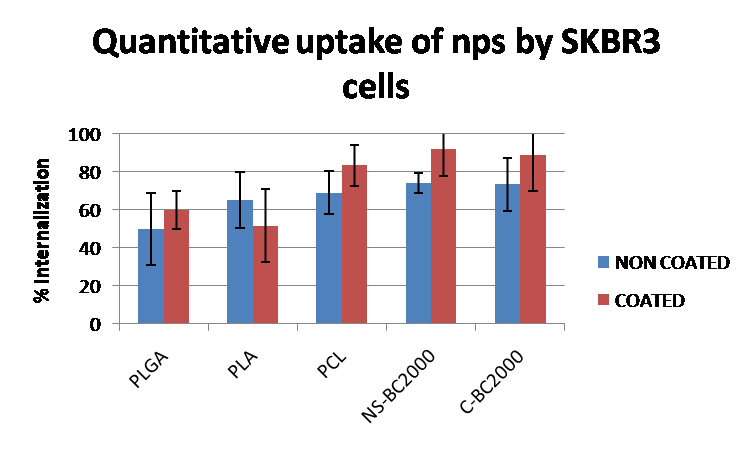 Quantitative uptake of nps by SKBR3
cells
% Internalization
100
80
60
40
20
0
PLGA
PLA
PCL
NS-BC2000
C-BC2000
NON COATED
COATED